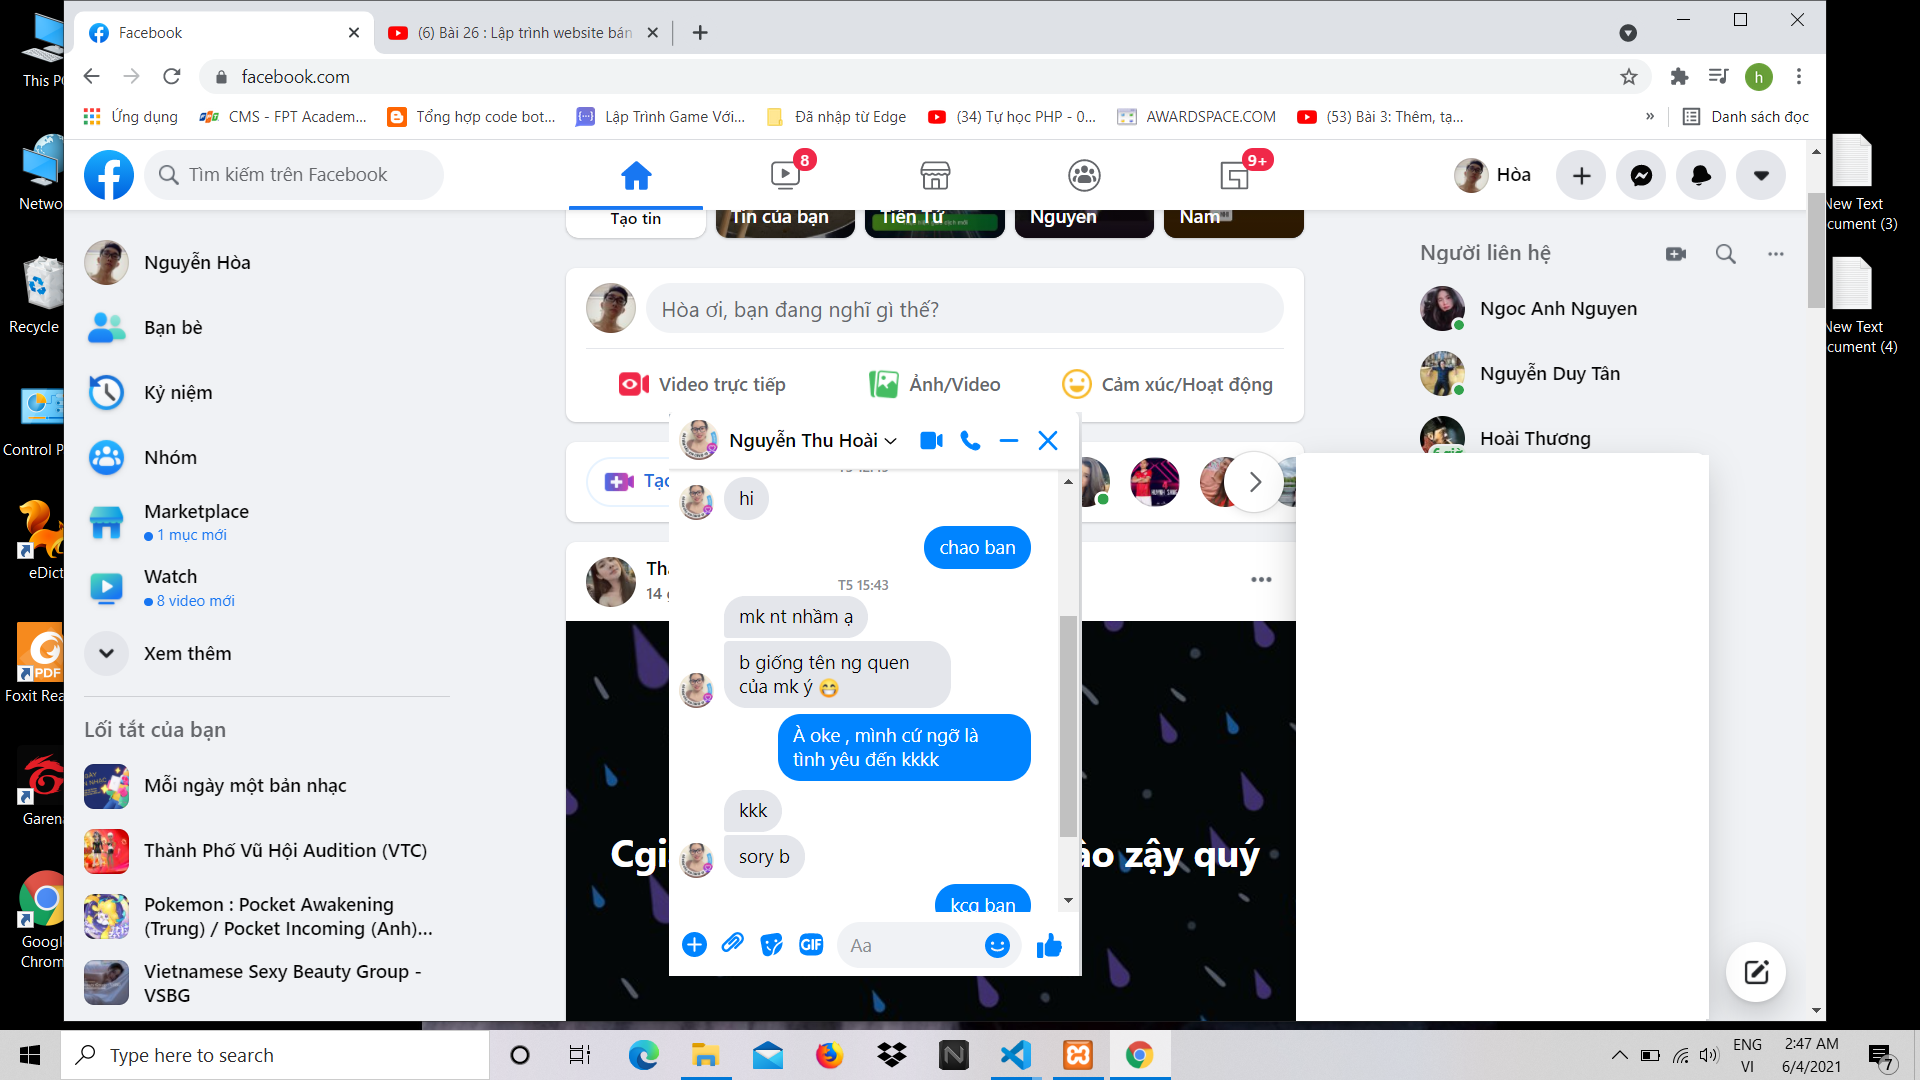 This PC
Netwo
Recycle
Control P
eDict
Foxit Rea
Garena
Google
Chrom
Facebook
(6) Bài 26 : Lập trình website bán
facebook.com
h
Ứng dụng
CMS - FPT Academ...
Tổng hợp code bot...
Lập Trình Game Với...
Đã nhập từ Edge
(34) Tự học PHP - 0...
AWARDSPACE.COM
(53) Bài 3: Thêm, tạ...
»
Danh sách đọc
Tìm kiếm trên Facebook
8
9+
Hòa
Nguyễn Hòa
Bạn bè
Kỷ niệm
Nhóm
Marketplace
1 mục mới
Watch
8 video mới
Xem thêm
Lối tắt của bạn
Mỗi ngày một bản nhạc
Thành Phố Vũ Hội Audition (VTC)
Pokemon : Pocket Awakening
(Trung) / Pocket Incoming (Anh)...
Vietnamese Sexy Beauty Group -
VSBG
Tạo tin
Tin của bạn
Tiến Tử
Nguyen
Nam
Hòa ơi, bạn đang nghĩ gì thế?
Video trực tiếp
Ảnh/Video
Cảm xúc/Hoạt động
Tạo
Tha
14 g
Cgi
ào zậy quý
Nguyễn Thu Hoài
hi
chao ban
T5 15:43
mk nt nhầm ạ
b giống tên ng quen
của mk ý 😁
À oke , mình cứ ngỡ là
tình yêu đến kkkk
kkk
sory b
kcg ban
GIF
Aa
Người liên hệ
Ngoc Anh Nguyen
Nguyễn Duy Tân
Hoài Thương
6 giờ
New Text
cument (3)
New Text
cument (4)
Type here to search
ENG
VI
2:47 AM
6/4/2021
7